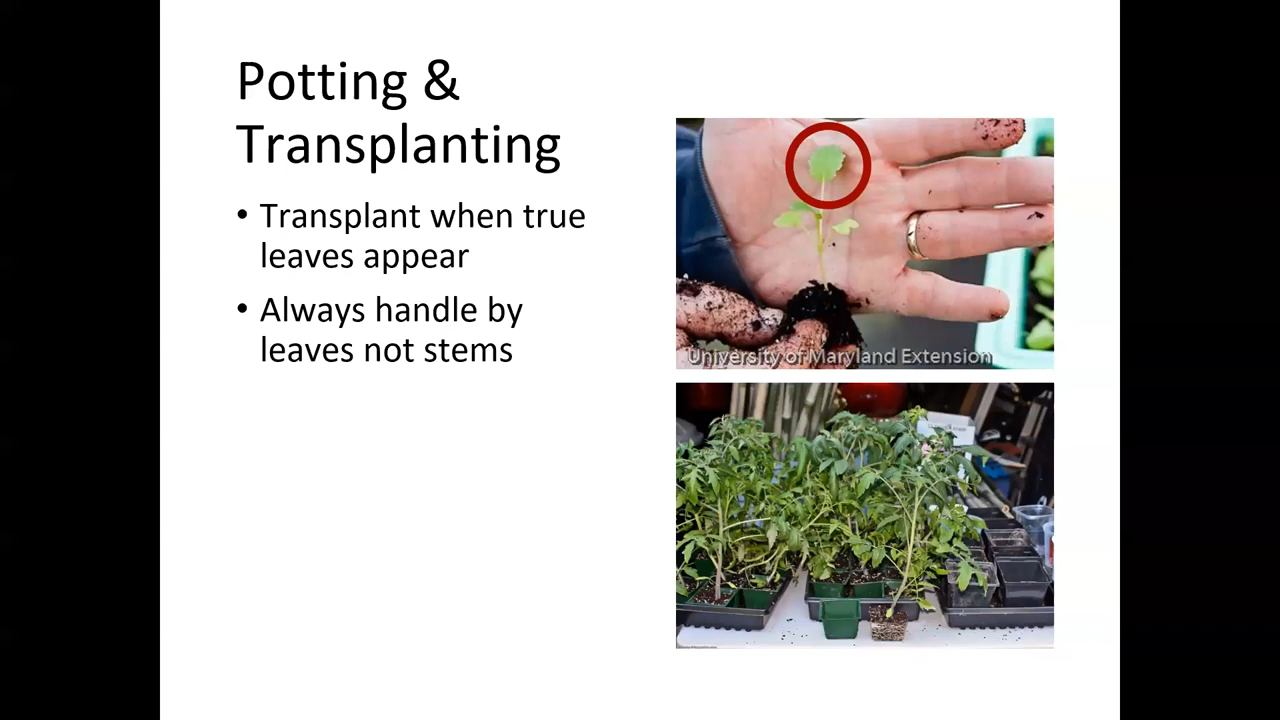 Potting &
Transplanting
• Transplant when true
leaves appear
• Always handle by
leaves not stems
University of Maryland Extension